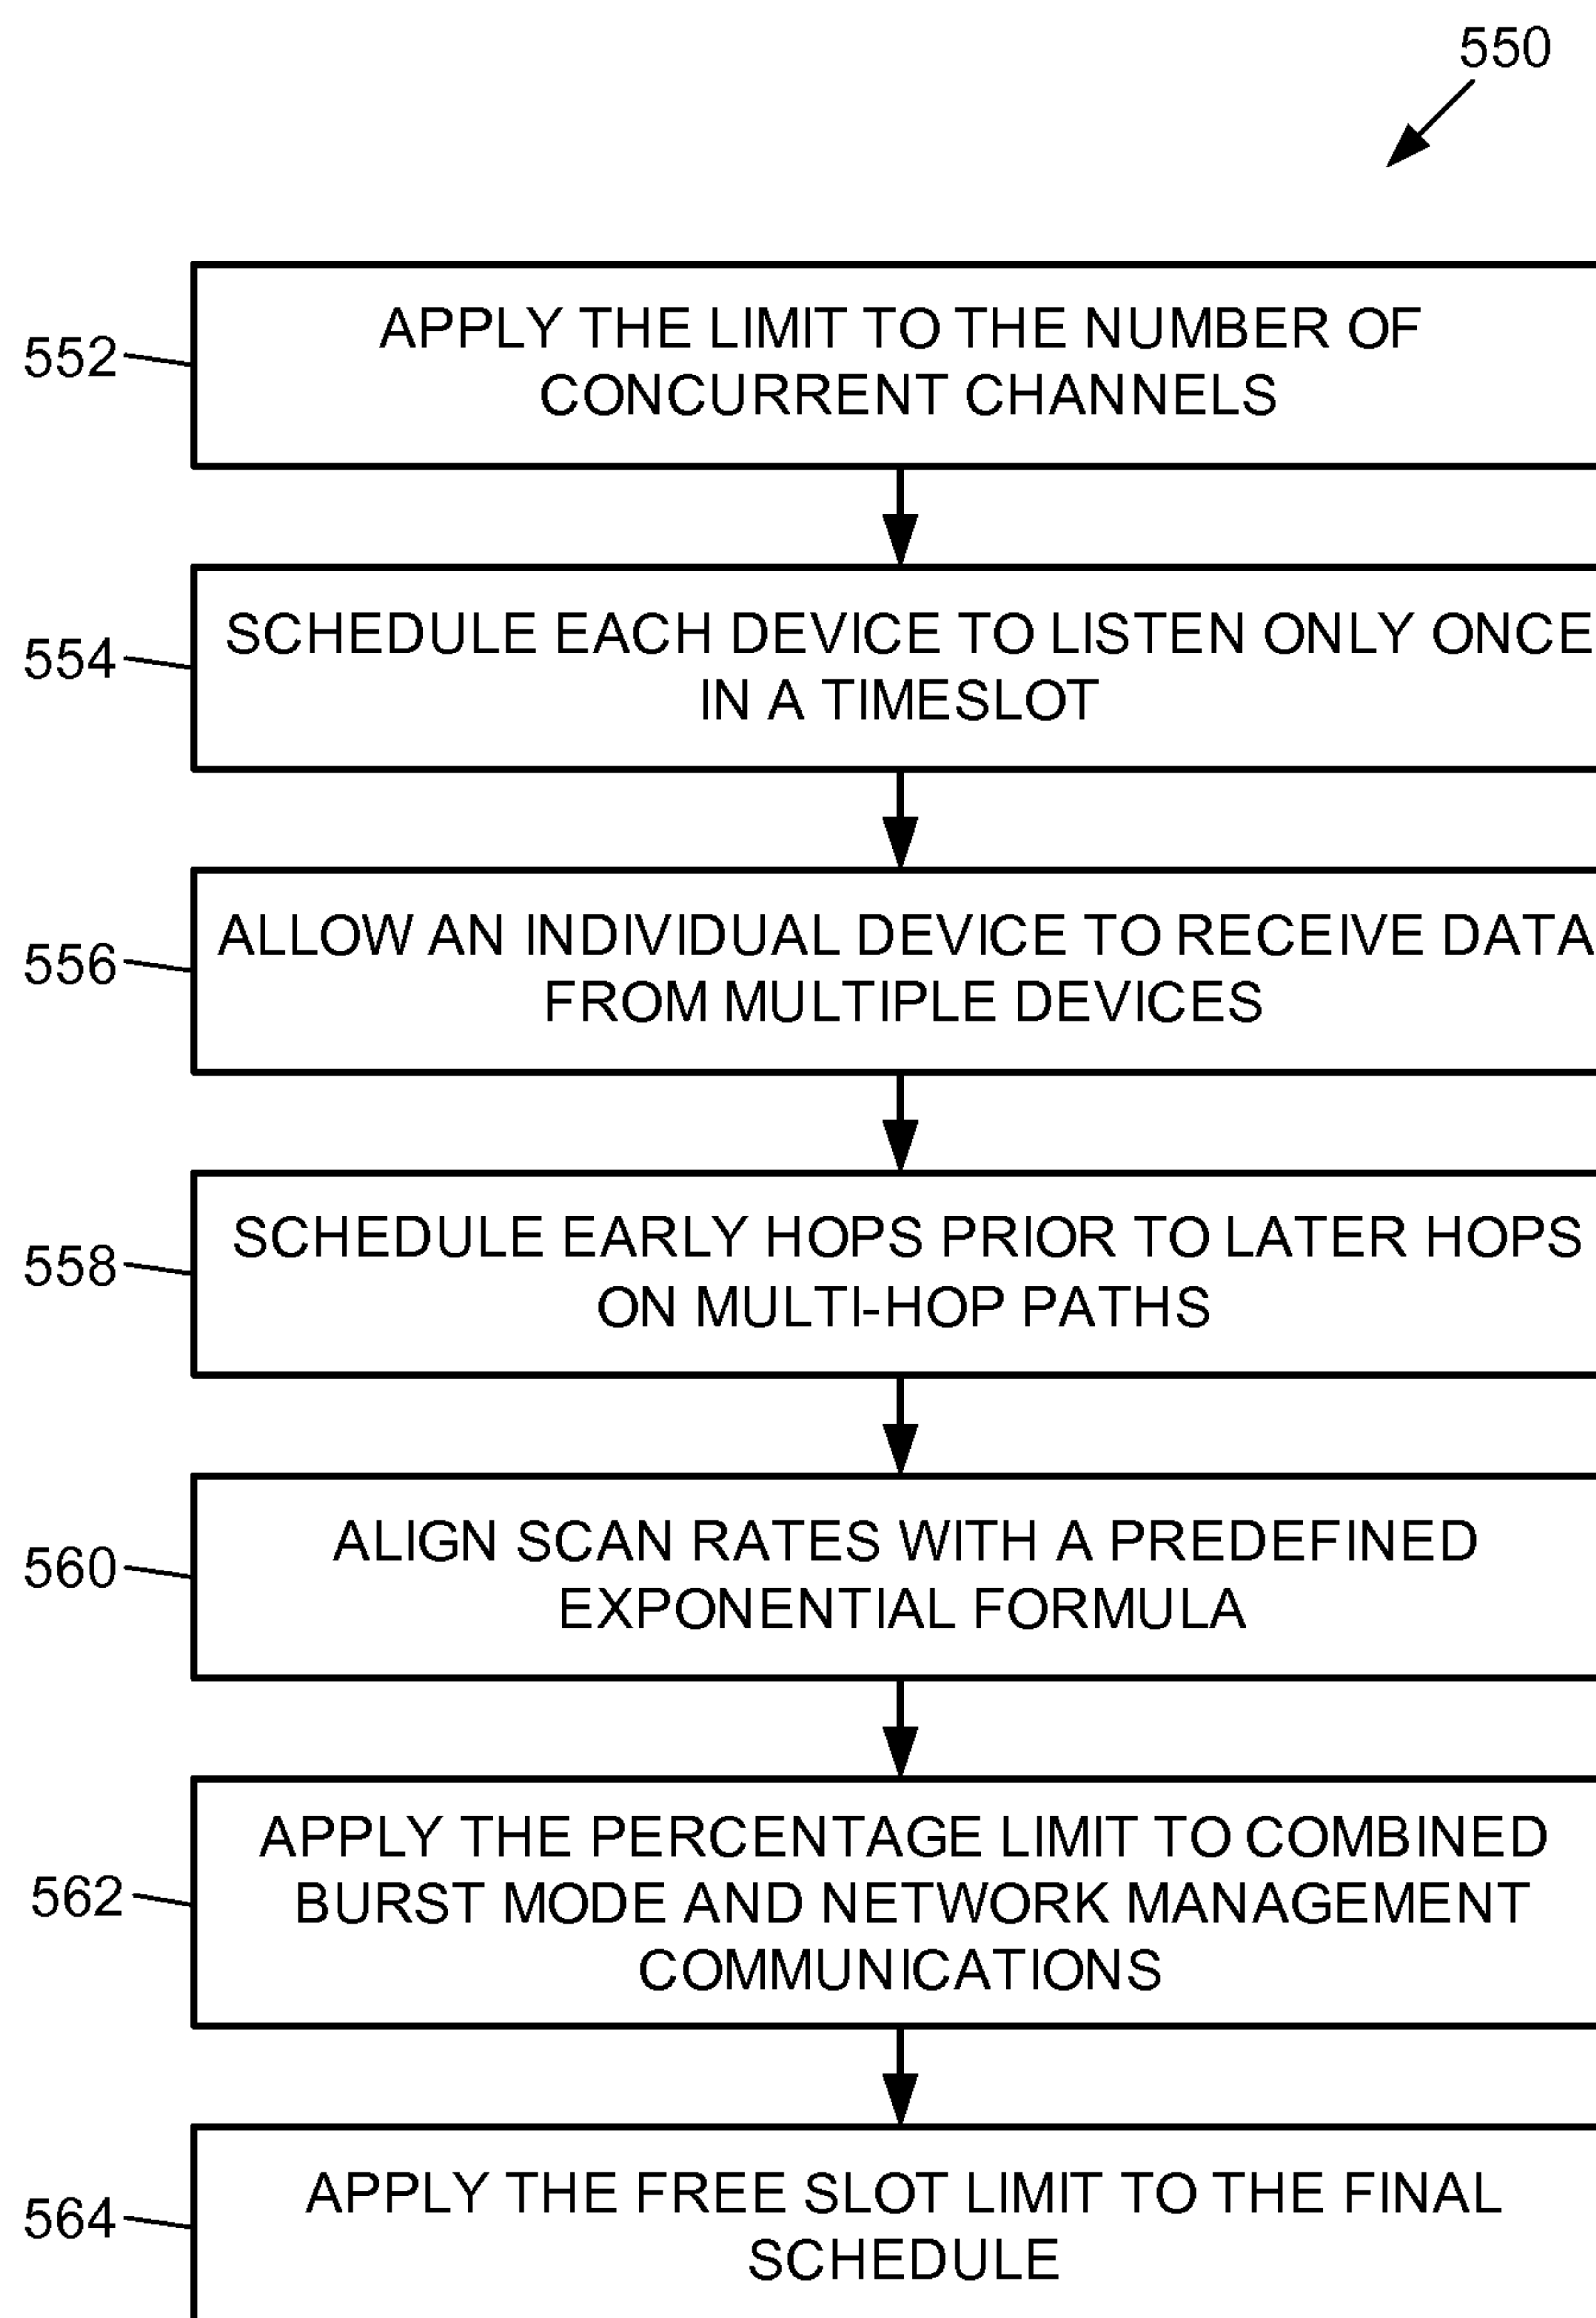 550
552
APPLY THE LIMIT TO THE NUMBER OF
CONCURRENT CHANNELS
554
SCHEDULE EACH DEVICE TO LISTEN ONLY ONCE
IN A TIMESLOT
556
ALLOW AN INDIVIDUAL DEVICE TO RECEIVE DATA
FROM MULTIPLE DEVICES
558
SCHEDULE EARLY HOPS PRIOR TO LATER HOPS
ON MULTI-HOP PATHS
560
ALIGN SCAN RATES WITH A PREDEFINED
EXPONENTIAL FORMULA
562
APPLY THE PERCENTAGE LIMIT TO COMBINED
BURST MODE AND NETWORK MANAGEMENT
COMMUNICATIONS
564
APPLY THE FREE SLOT LIMIT TO THE FINAL
SCHEDULE